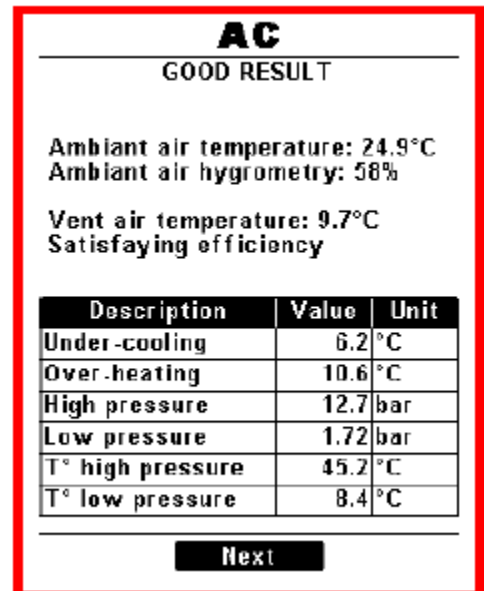 AC
GOOD RESULT
Ambiant air temperature: 24.9°C
Ambiant air hygrometry: 58%
Vent air temperature: 9.7°C
Satisfaying efficiency
Description Value Unit
Under-cooling 6.2 °C
Over-heating 10.6 °C
High pressure 12.7 bar
Low pressure 1.72 bar
T° high pressure 45.2 °C
T° low pressure 8.4 °C
Next